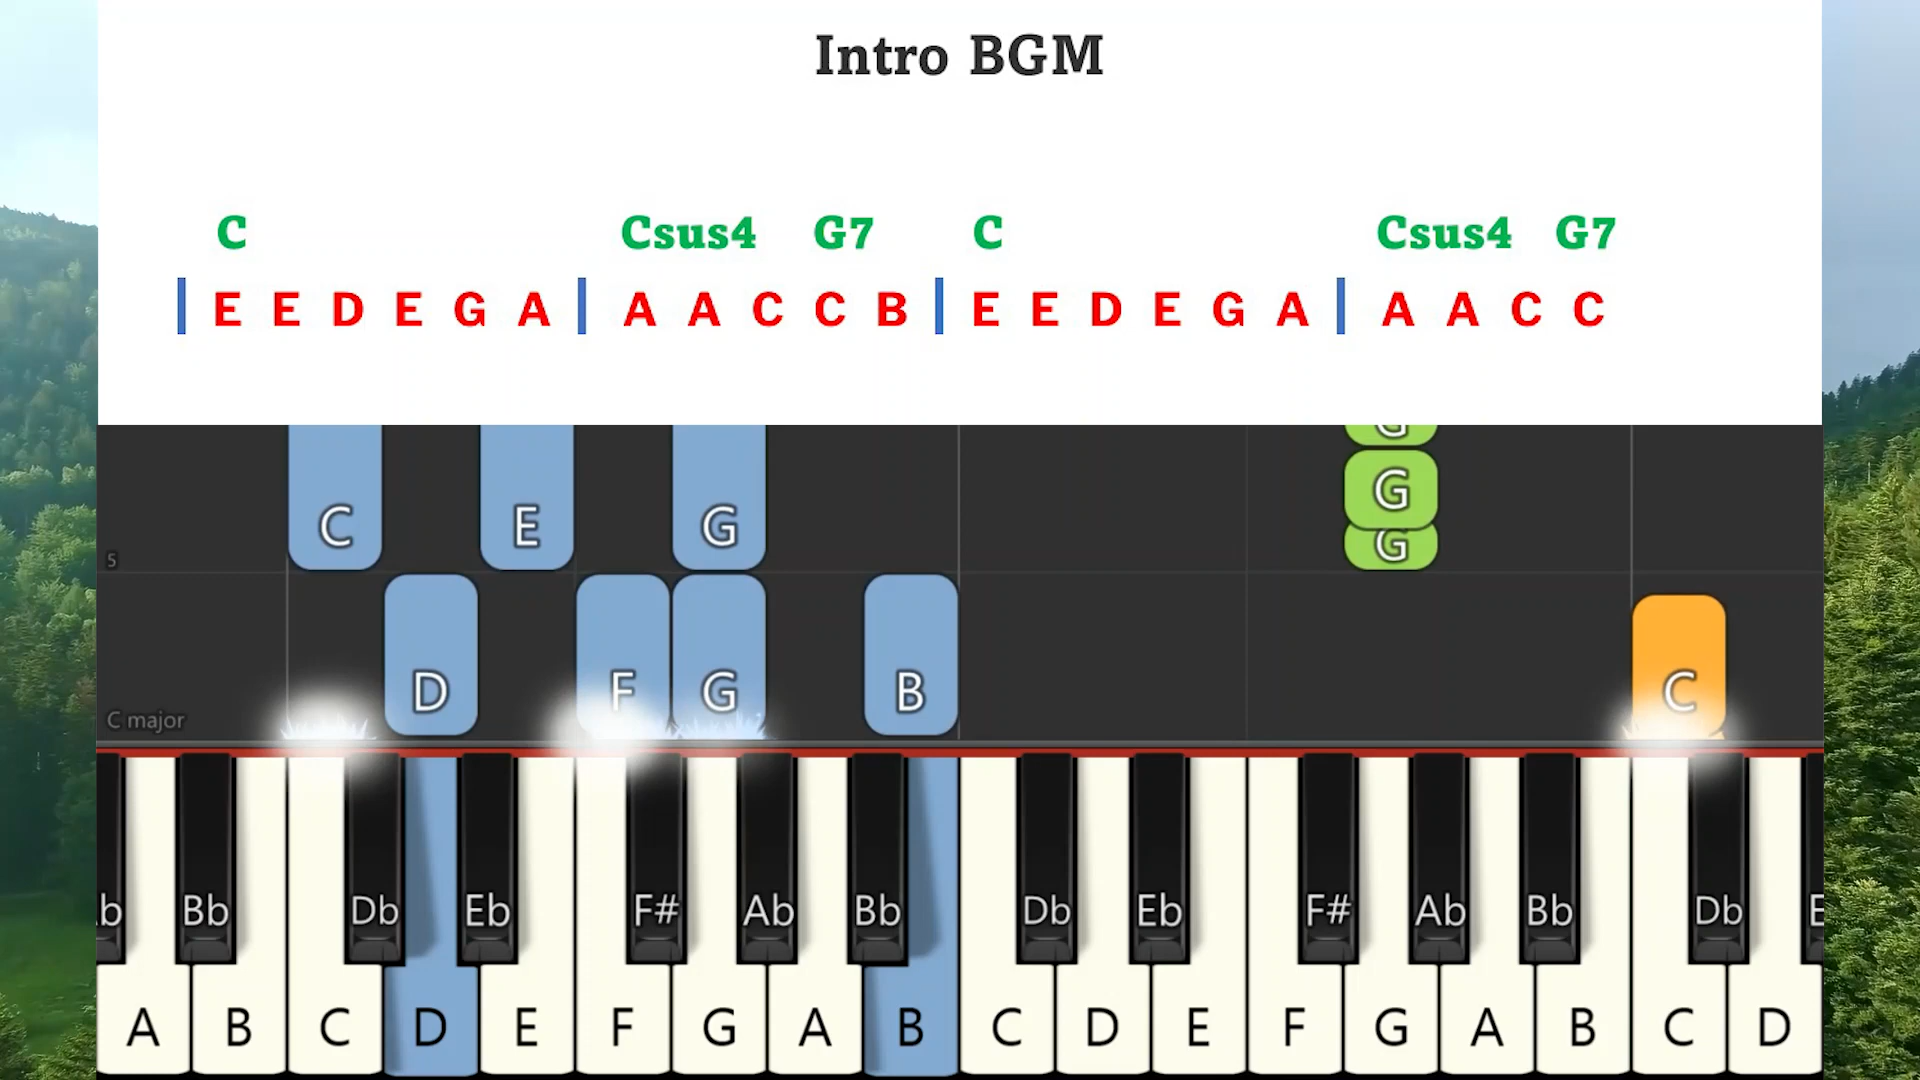 Intro BGM
C Csus4 G7 C Csus4 G7
| E E D E G A | A A C C B | E E D E G A | A A C C
G
C E G G
5 G
D F G B C
C major
b Bb Db Eb F# Ab Bb Db Eb F# Ab Bb Db E
A B C D E F G A B C D E F G A B C D